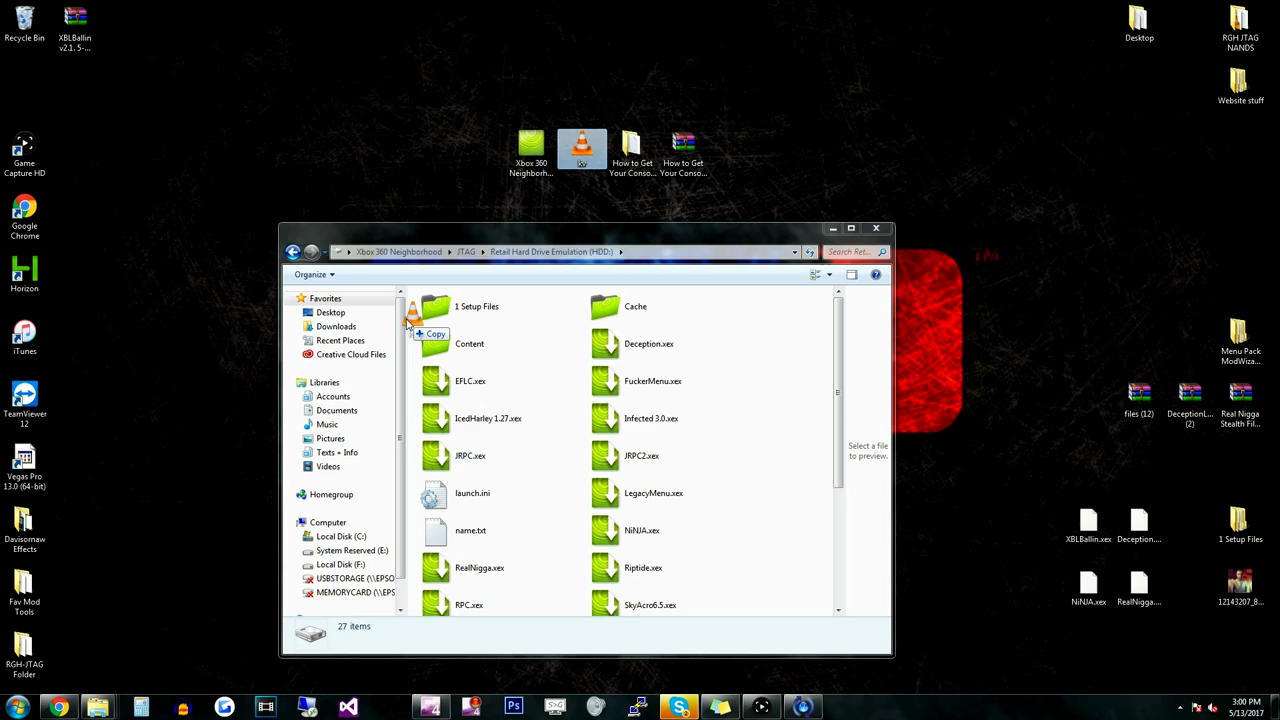 Recycle Bin
XBLBallin
v2.1. 5-...
Desktop
RGH JTAG
NANDS
Website stuff
Game
Capture HD
Xbox 360
Neighborh...
kv
How to Get
Your Conso...
How to Get
Your Conso...
Google
Chrome
Horizon
iTunes
TeamViewer
12
Vegas Pro
13.0 (64-bit)
Davisomaw
Effects
Fav Mod
Tools
RGH-JTAG
Folder
Xbox 360 Neighborhood
JTAG
Retail Hard Drive Emulation (HDD:)
Search Ret...
Organize
Favorites
Desktop
Downloads
Recent Places
Creative Cloud Files
Libraries
Accounts
Documents
Music
Pictures
Texts + Info
Videos
Homegroup
Computer
Local Disk (C:)
System Reserved (E:)
Local Disk (F:)
USBSTORAGE (\\EPSO
MEMORYCARD (\\EPS
1 Setup Files
Cache
Copy
Content
Deception.xex
EFLC.xex
FuckerMenu.xex
IcedHarley 1.27.xex
Infected 3.0.xex
JRPC.xex
JRPC2.xex
launch.ini
LegacyMenu.xex
name.txt
NiNJA.xex
RealNigga.xex
Riptide.xex
RPC.xex
SkyAcro6.5.xex
Select a file
to preview.
27 items
TM
Menu Pack
ModWiza...
files (12)
DeceptionL...
(2)
Real Nigga
Stealth Fil...
XBLBallin.xex
Deception....
1 Setup Files
NiNJA.xex
RealNigga....
12143207_8...
3:00 PM
5/13/2017